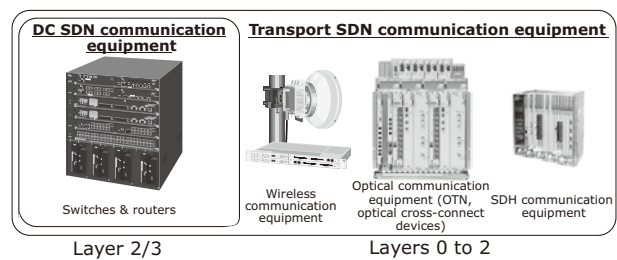 DC SDN communication
equipment
Transport SDN communication equipment
Switches & routers
Wireless
communication
equipment
Optical communication
equipment (OTN,
optical cross-connect
devices)
SDH communication
equipment
Layer 2/3
Layers 0 to 2